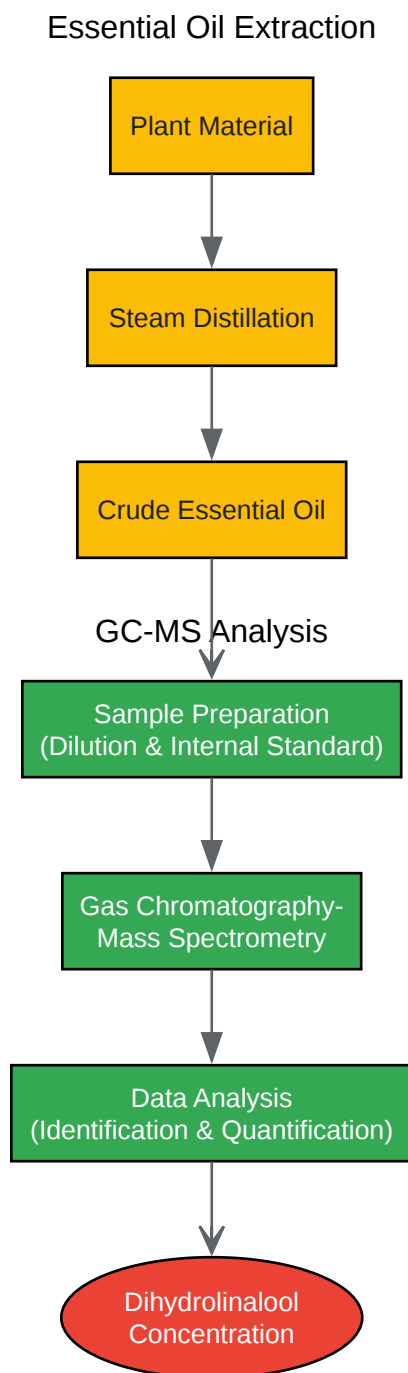 Essential Oil Extraction
Plant Material
Steam Distillation
Crude Essential Oil
GC-MS Analysis
Sample Preparation
(Dilution & Internal Standard)
Gas Chromatography-
Mass Spectrometry
Data Analysis
(Identification & Quantification)
Dihydrolinalool
Concentration